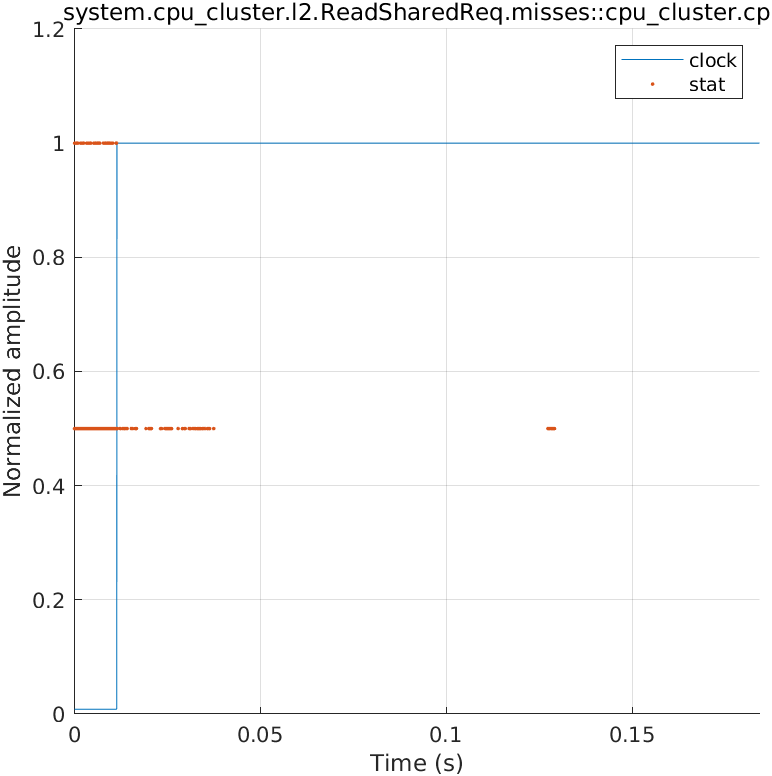 system.cpu_cluster.l2.ReadSharedReq.misses::cpu_cluster.cp
clock
stat
Normalized amplitude
1.2
1
0.8
0.6
0.4
0.2
0
0
0.05
0.1
0.15
Time (s)